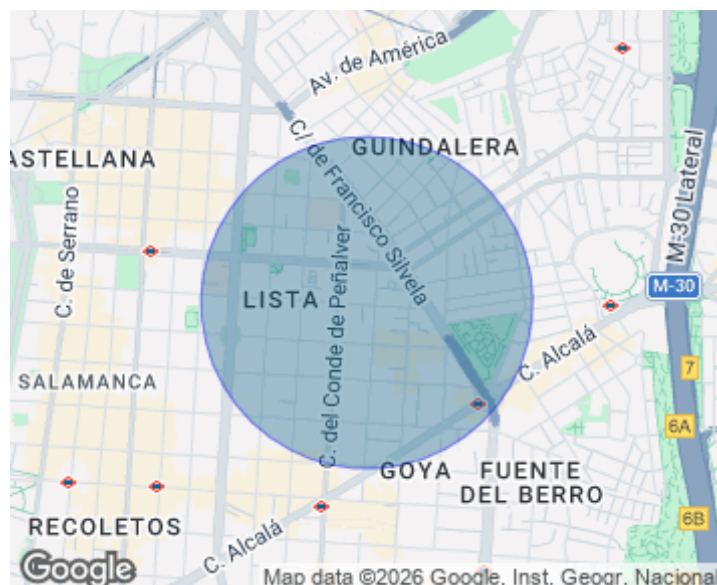 Av. de América
C/ de Francisco Silvela
GUINDALERA
ASTELLANA
M-30 Lateral
C. de Serrano
C. del Conde de Peñalver
LISTA
M-30
C. Alcalá
SALAMANCA
7
6A
GOYA
FUENTE
DEL BERRO
RECOLETOS
6B
C. Alcalá
Google
Map data ©2026 Google, Inst. Geogr. Nacional